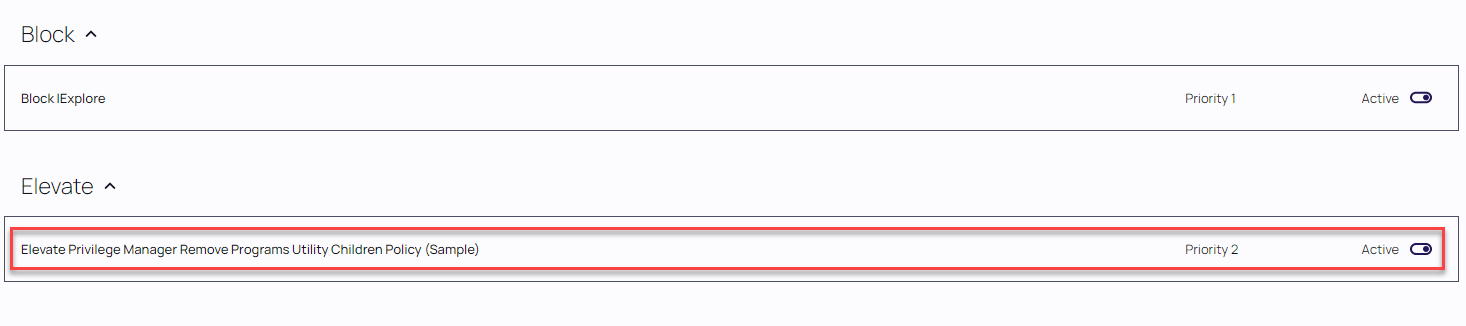 Block
Block IExplore Priority 1 Active
Elevate
Elevate Privilege Manager Remove Programs Utility Children Policy (Sample) Priority 2 Active